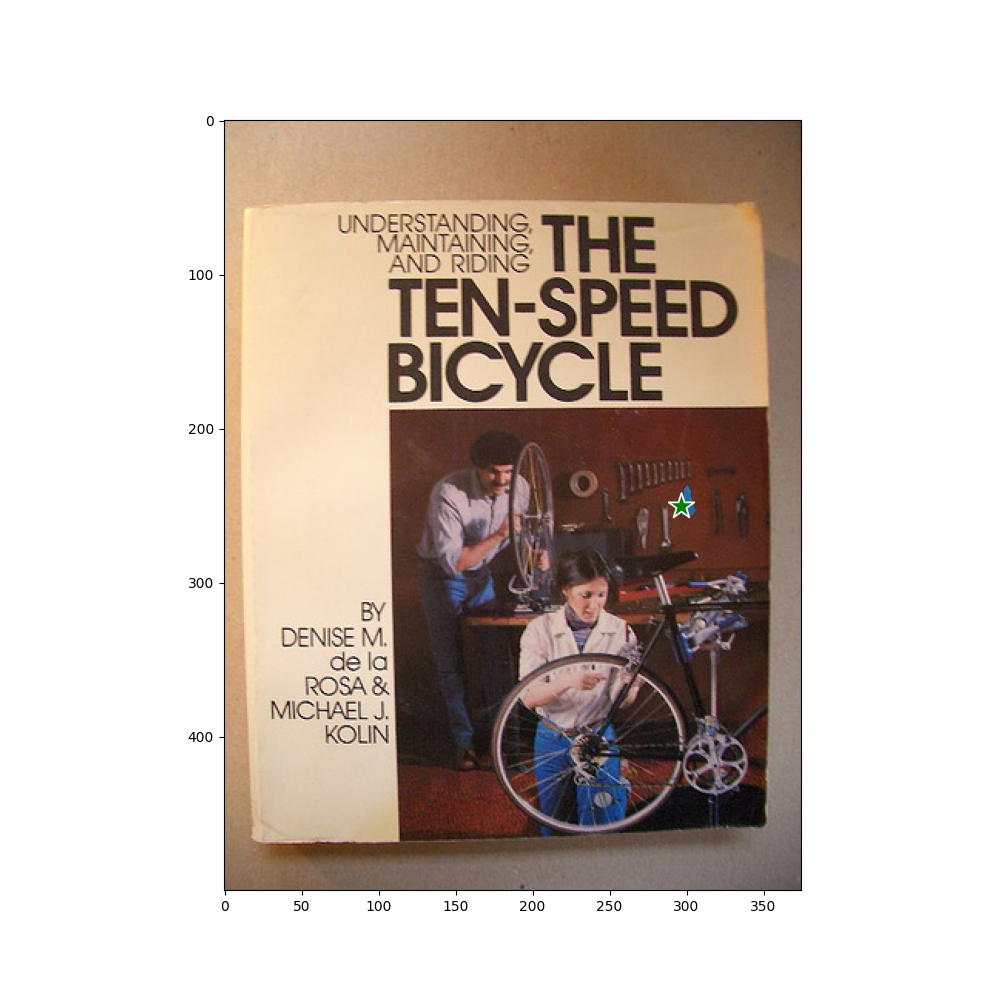 UNDERSTANDING,
MAINTAINING,
AND RIDING
THE
TEN-SPEED
BICYCLE
BY
DENISE M.
de la
ROSA &
MICHAEL J.
KOLIN